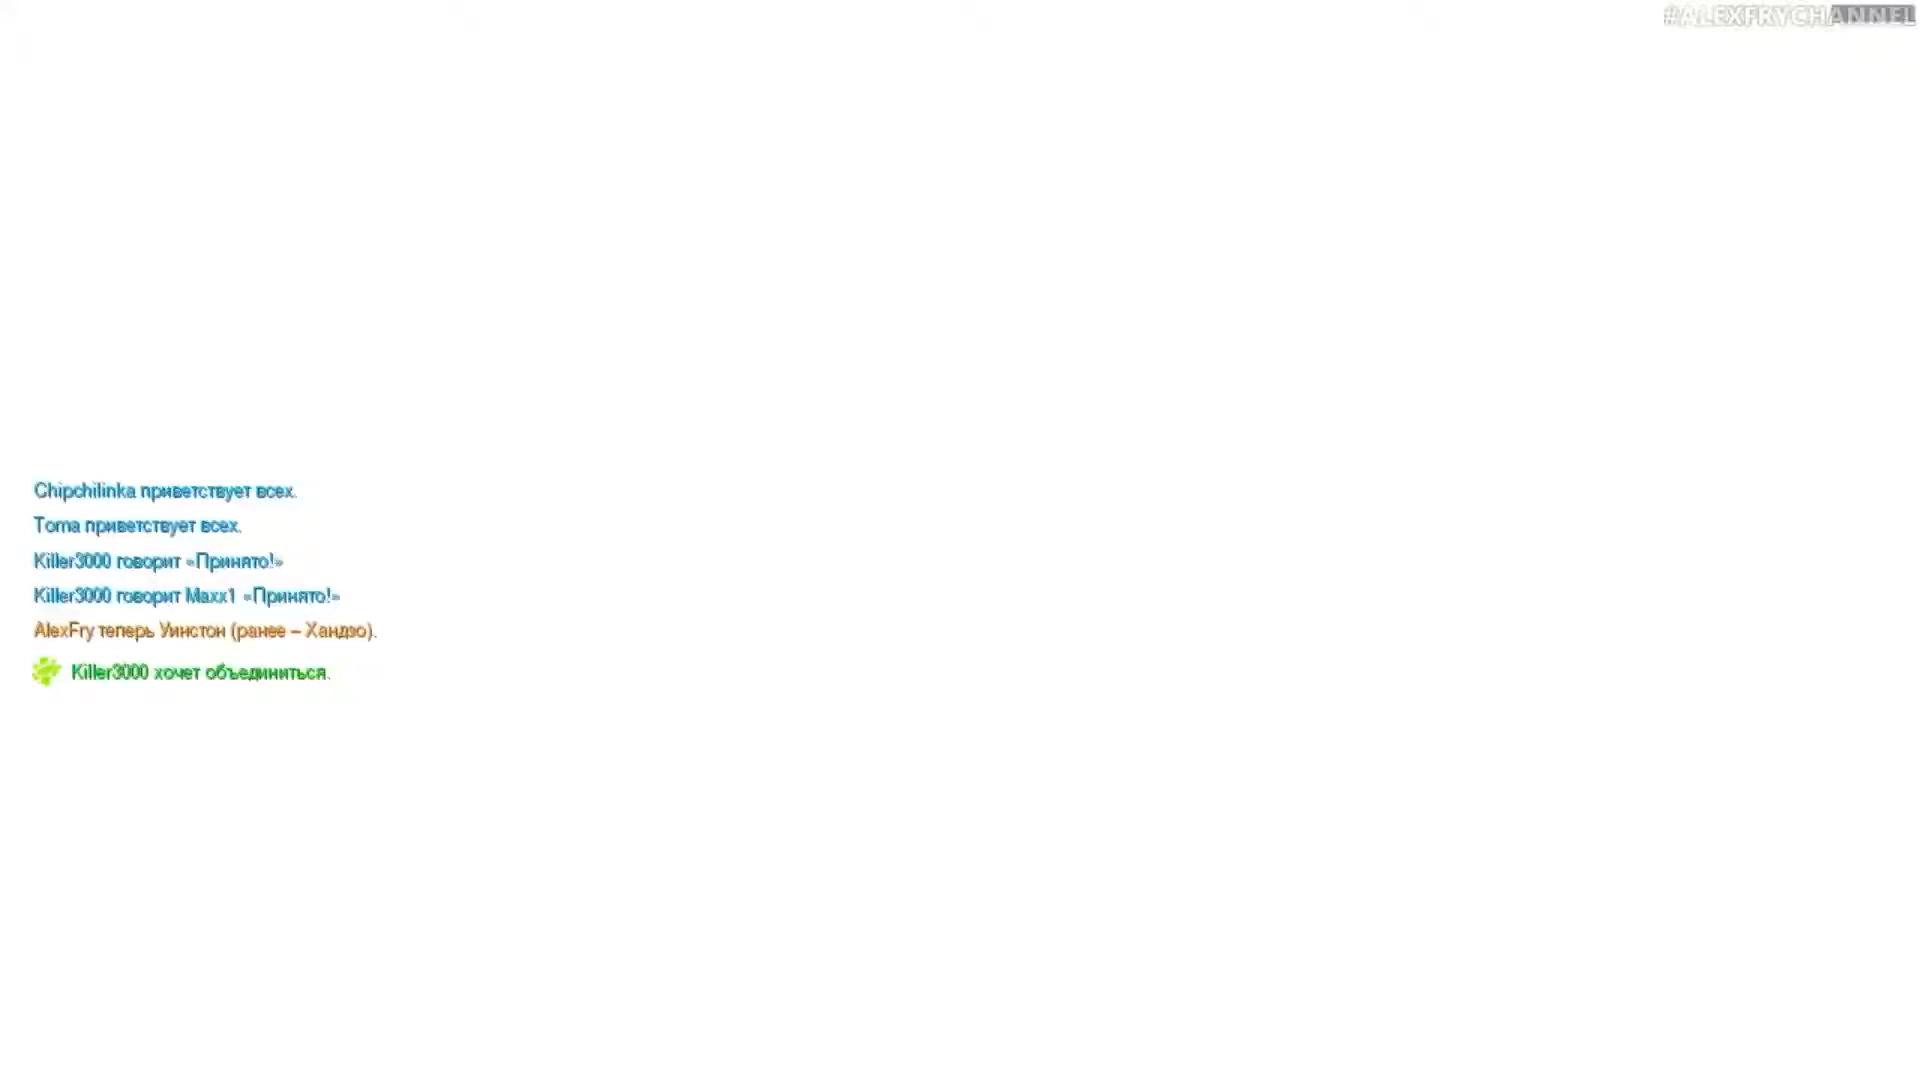 #ALEXFRYCHANNEL
Chipchilinka приветствует всех.
Toma приветствует всех.
Killer3000 говорит «Принято!»
Killer3000 говорит Maxx1 «Принято!»
AlexFry теперь Уинстон (ранее – Хандзо).
Killer3000 хочет объединиться.